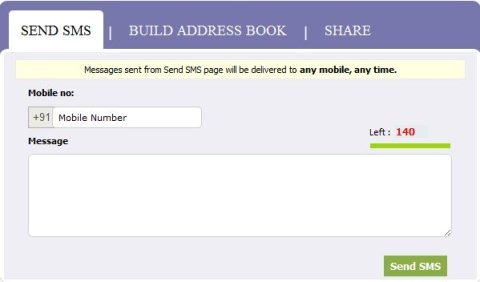 SEND SMS | BUILD ADDRESS BOOK | SHARE
Messages sent from Send SMS page will be delivered to any mobile, any time.
Mobile no:
+91 Mobile Number
Left : 140
Message
Send SMS